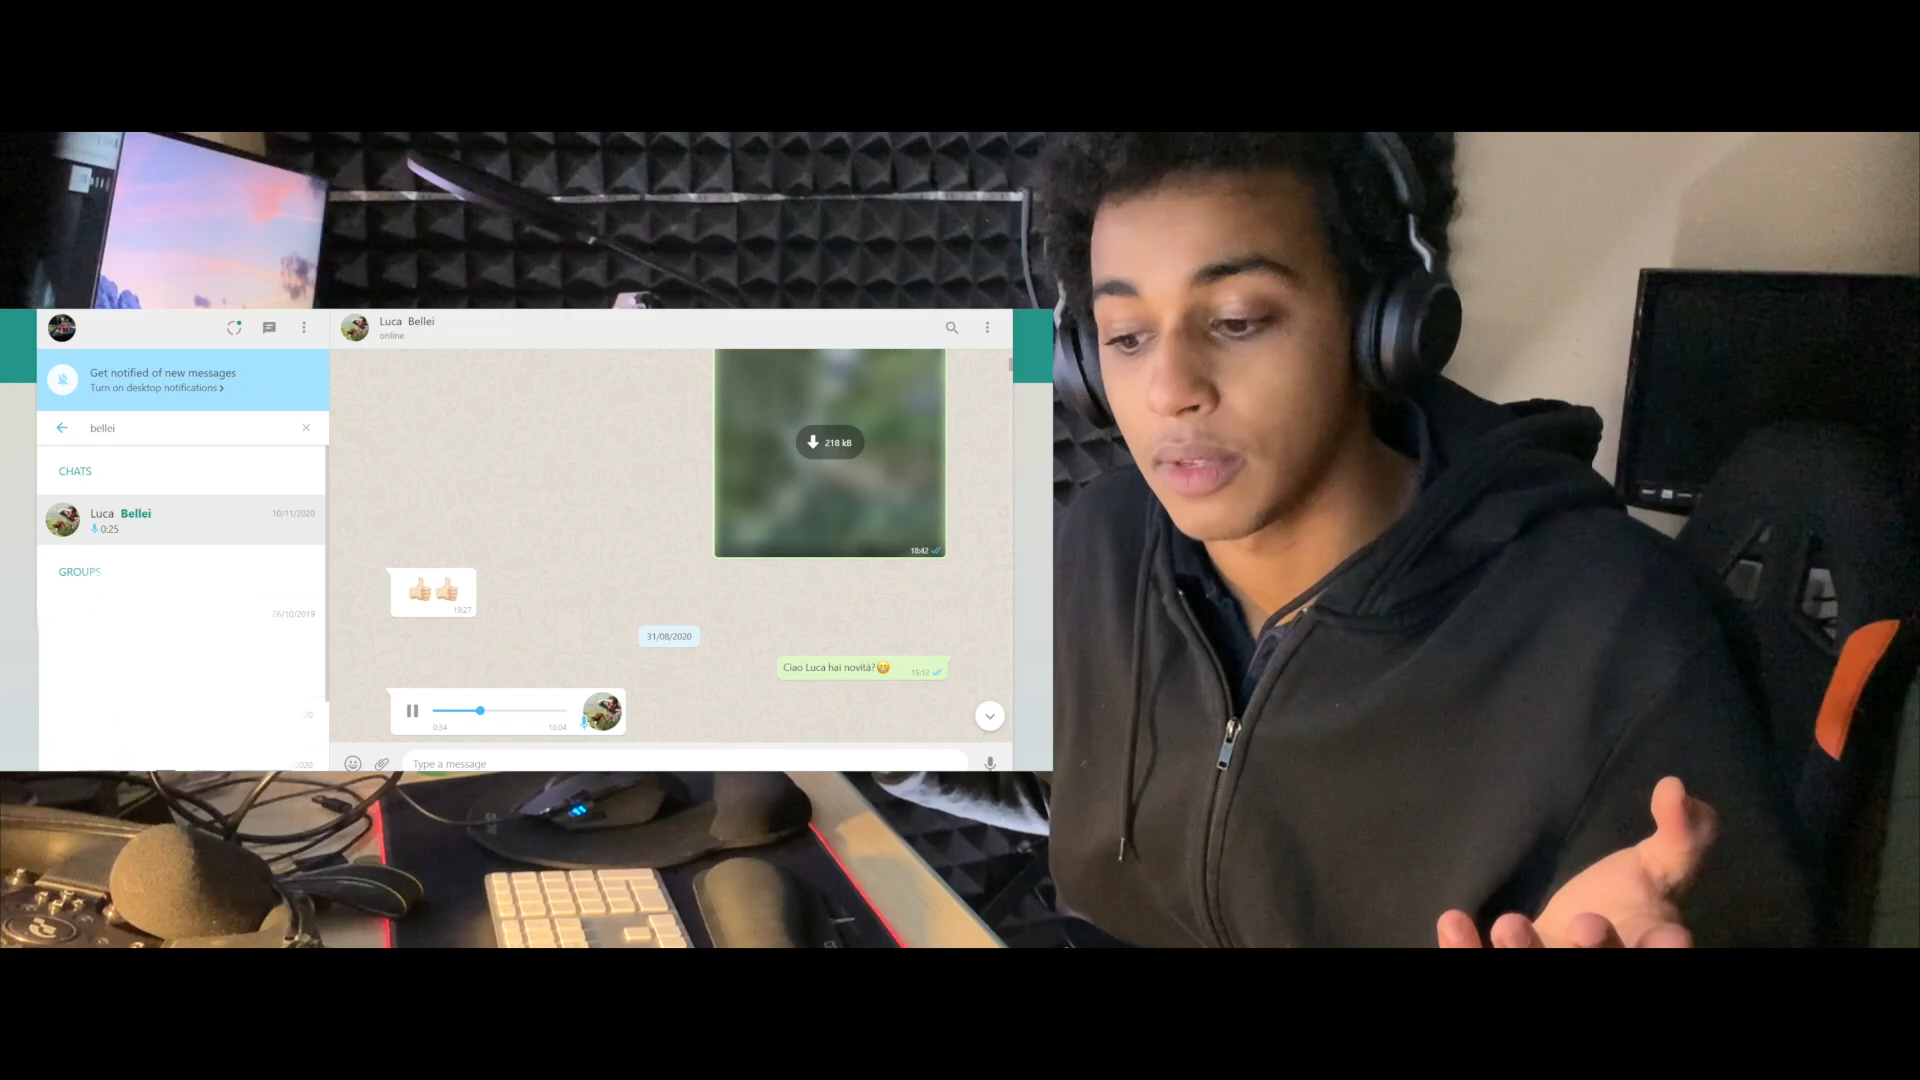 Get notified of new messages
Turn on desktop notifications >
bellei
CHATS
Luca Bellei
10/11/2020
0:25
GROUPS
26/10/2019
2020
Luca Bellei
online
218 kB
18:42
👍🏻👍🏻
19:27
31/08/2020
Ciao Luca hai novità?😁
15:12
0:34
16:04
Type a message